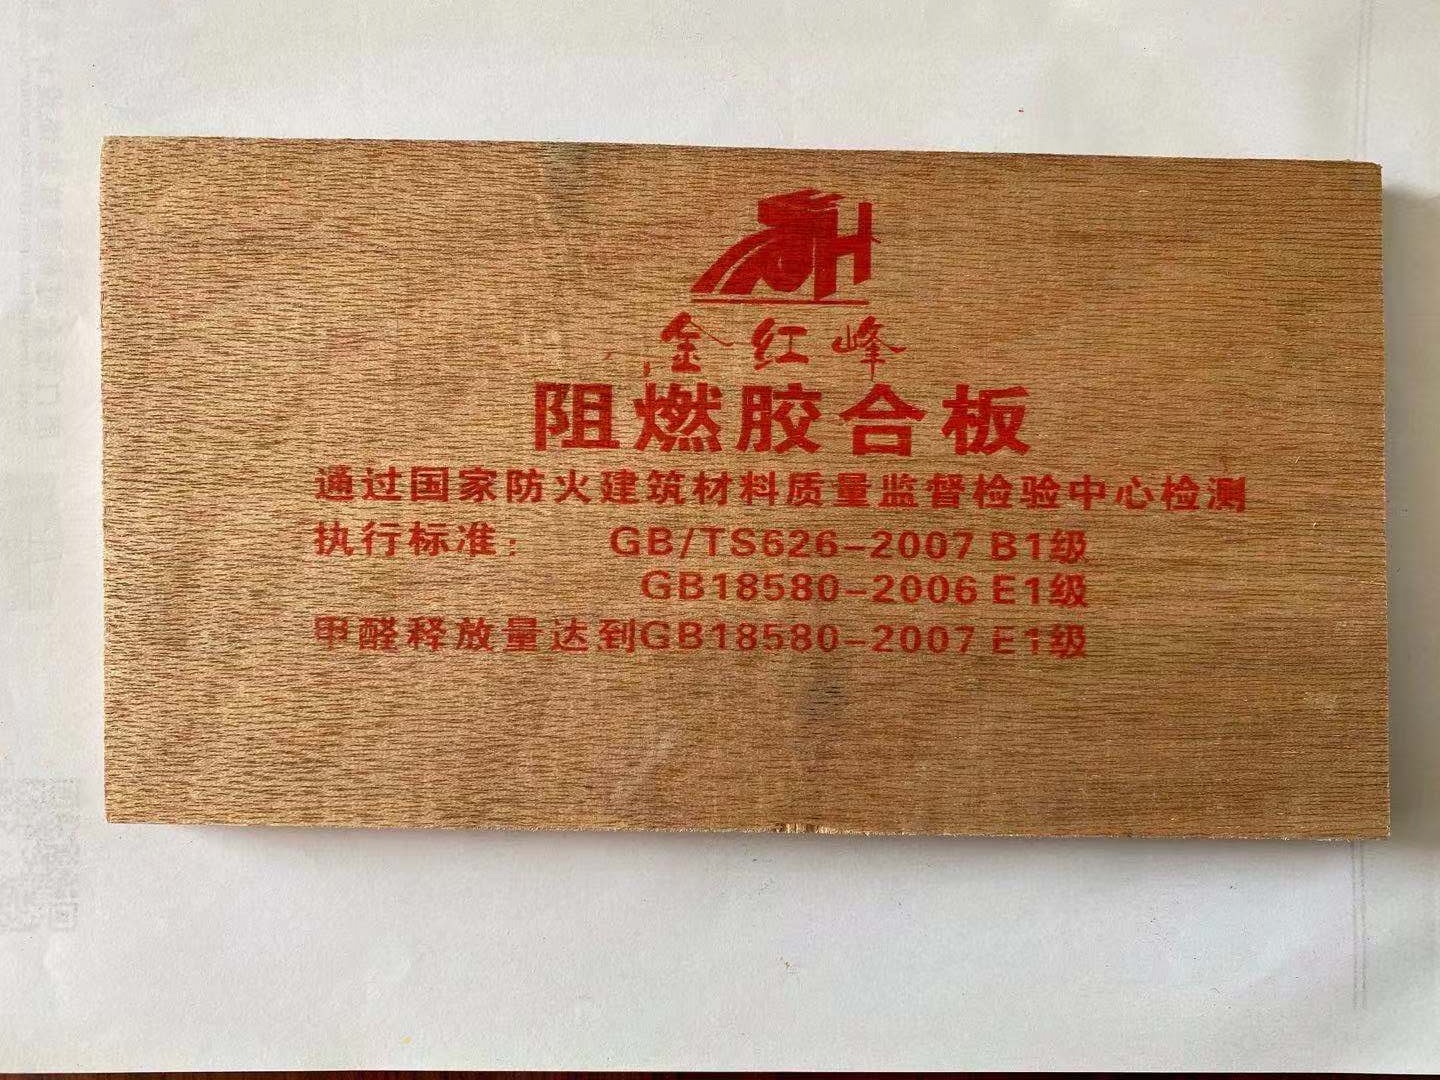 金红峰
阻燃胶合板
通过国家防火建筑材料质量监督检验中心检测
执行标准： GB/TS626-2007 B1级
GB18580-2006 E1级
甲醛释放量达到GB18580-2007 E1级